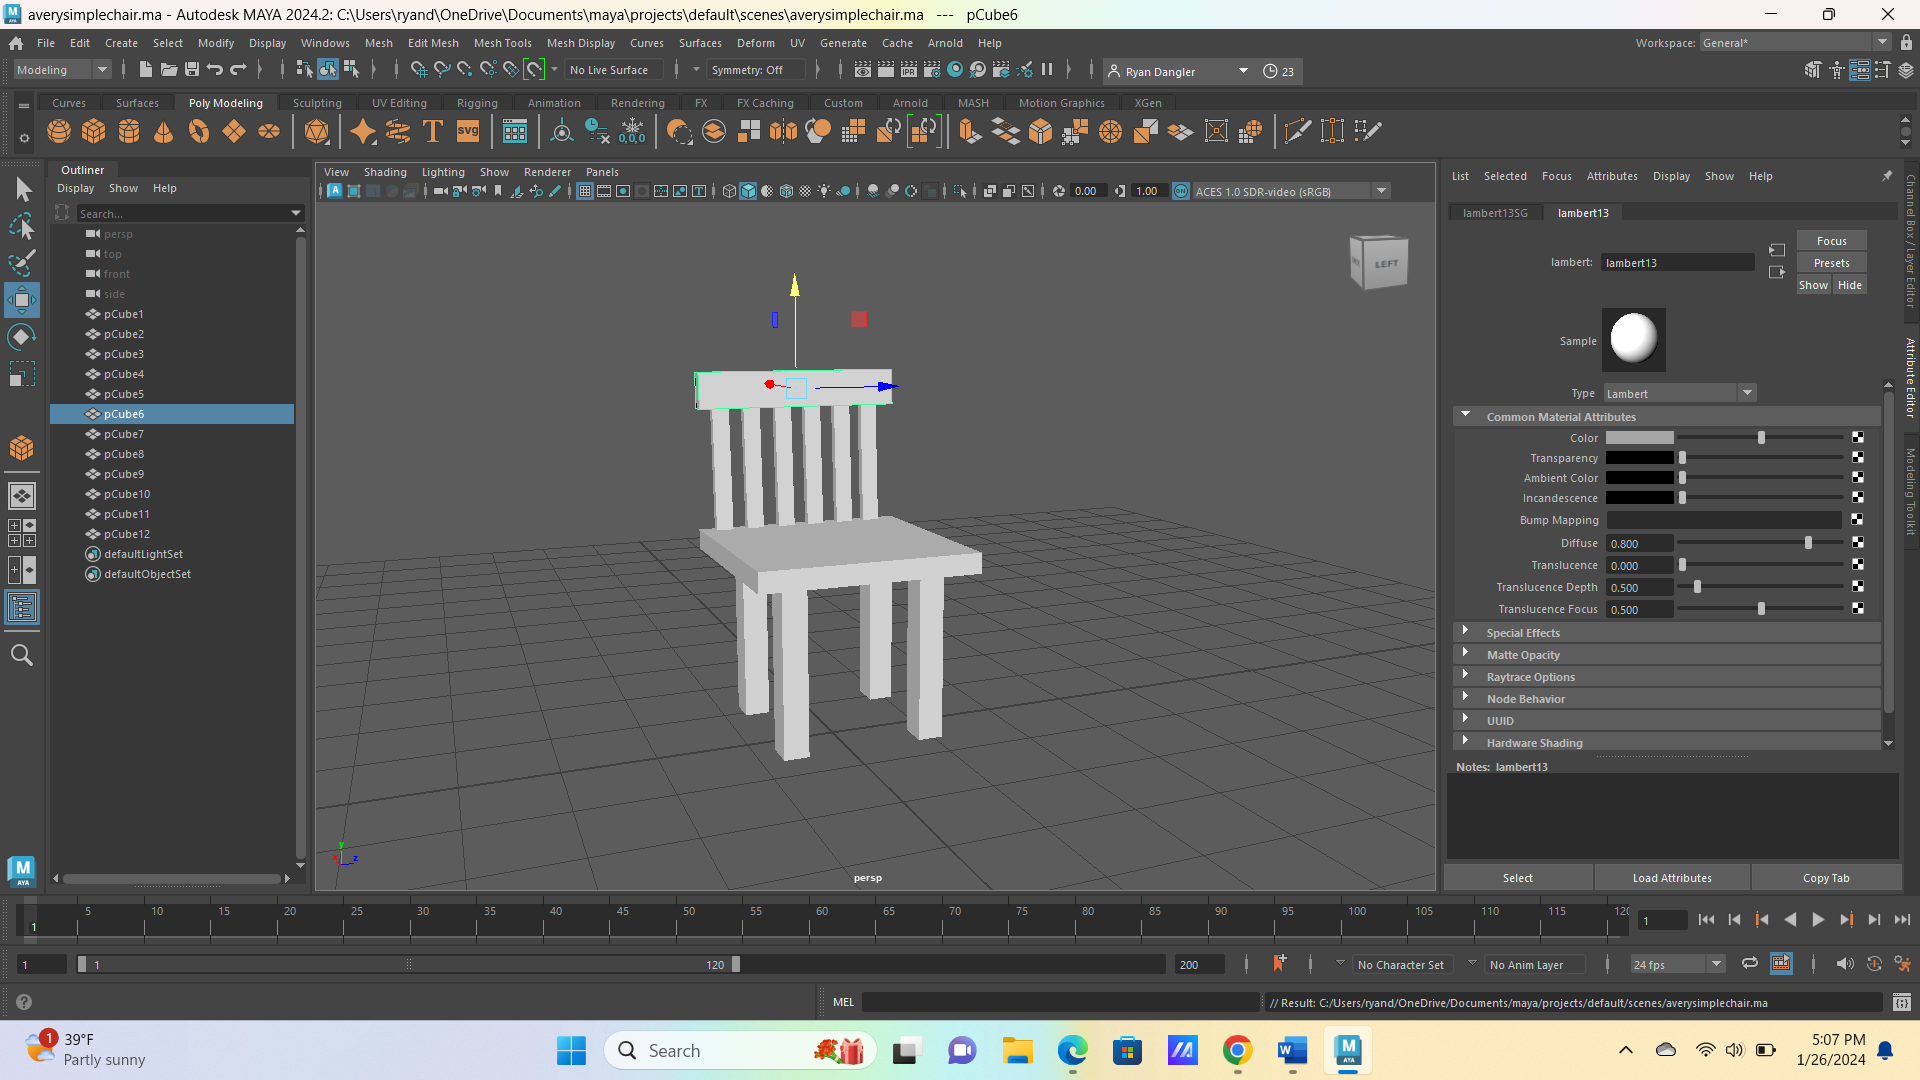 averysimplechair.ma - Autodesk MAYA 2024.2: C:\Users\ryand\OneDrive\Documents\maya\projects\default\scenes\averysimplechair.ma --- pCube6
File Edit Create Select Modify Display Windows Mesh Edit Mesh Mesh Tools Mesh Display Curves Surfaces Deform UV Generate Cache Arnold Help Workspace: General*
Modeling No Live Surface Symmetry: Off IPR Ryan Dangler 23
Curves Surfaces Poly Modeling Sculpting UV Editing Rigging Animation Rendering FX FX Caching Custom Arnold MASH Motion Graphics XGen
T SVG 0,0,0
Outliner
Display Show Help
Search...
persp
top
front
side
pCube1
pCube2
pCube3
pCube4
pCube5
pCube6
pCube7
pCube8
pCube9
pCube10
pCube11
pCube12
defaultLightSet
defaultObjectSet
View Shading Lighting Show Renderer Panels
0.00 1.00 ON ACES 1.0 SDR-video (sRGB)
LEFT
y
z
persp
List Selected Focus Attributes Display Show Help
lambert13SG lambert13
lambert: lambert13
Focus
Presets
Show Hide
Sample
Type Lambert
Common Material Attributes
Color
Transparency
Ambient Color
Incandescence
Bump Mapping
Diffuse 0.800
Translucence 0.000
Translucence Depth 0.500
Translucence Focus 0.500
Special Effects
Matte Opacity
Raytrace Options
Node Behavior
UUID
Hardware Shading
Notes: lambert13
Select Load Attributes Copy Tab
Channel Box / Layer Editor
Attribute Editor
Modeling Toolkit
M
AYA
1 5 10 15 20 25 30 35 40 45 50 55 60 65 70 75 80 85 90 95 100 105 110 115 120 1
1 1 120 200 No Character Set No Anim Layer 24 fps
MEL // Result: C:/Users/ryand/OneDrive/Documents/maya/projects/default/scenes/averysimplechair.ma
1 39°F
Partly sunny
Search
5:07 PM
1/26/2024